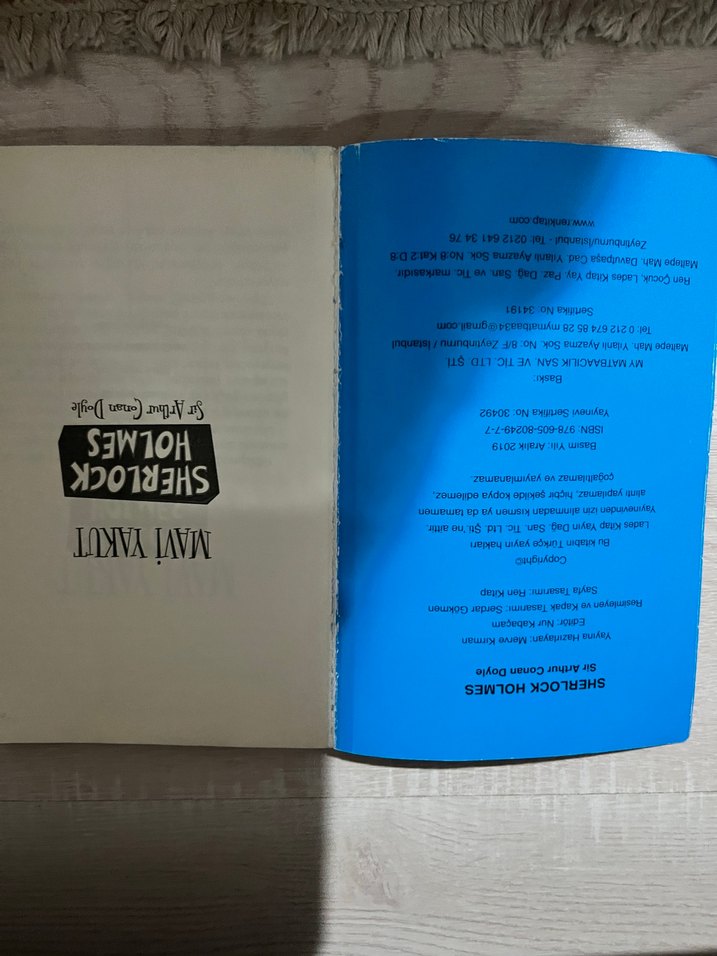 SHERLOCK HOLMES
Sir Arthur Conan Doyle
Yayına Hazırlayan: Merve Kırman
Editör: Nur Kabaçam
Resimleyen ve Kapak Tasarımı: Serdar Gökmen
Sayfa Tasarımı: Ren Kitap
Copyright©
Bu kitabın Türkçe yayın hakları
Lades Kitap Yayın Dağ. San. Tic. Ltd. Şti.'ne aittir.
Yayınevinden izin alınmadan kısmen ya da tamamen
alıntı yapılamaz, hiçbir şekilde kopya edilemez,
çoğaltılamaz ve yayımlanamaz.
Basım Yılı: Aralık 2019
ISBN: 978-605-80249-7-7
Yayınevi Sertifika No: 30492
Baskı:
MY MATBAACILIK SAN. VE TİC. LTD. ŞTİ.
Maltepe Mah. Yılanlı Ayazma Sok. No: 8/F Zeytinburnu / İstanbul
Tel: 0 212 674 85 28 mymatbaa34@gmail.com
Sertifika No: 34191
Ren Çocuk, Lades Kitap Yay. Paz. Dağ. San. ve Tic. markasıdır.
Maltepe Mah. Davutpaşa Cad. Yılanlı Ayazma Sok. No:8 Kat:2 D:8
Zeytinburnu/İstanbul - Tel: 0212 641 34 76
www.renkitap.com
MAVİ YAKUT
SHERLOCK
HOLMES
Sir Arthur Conan Doyle